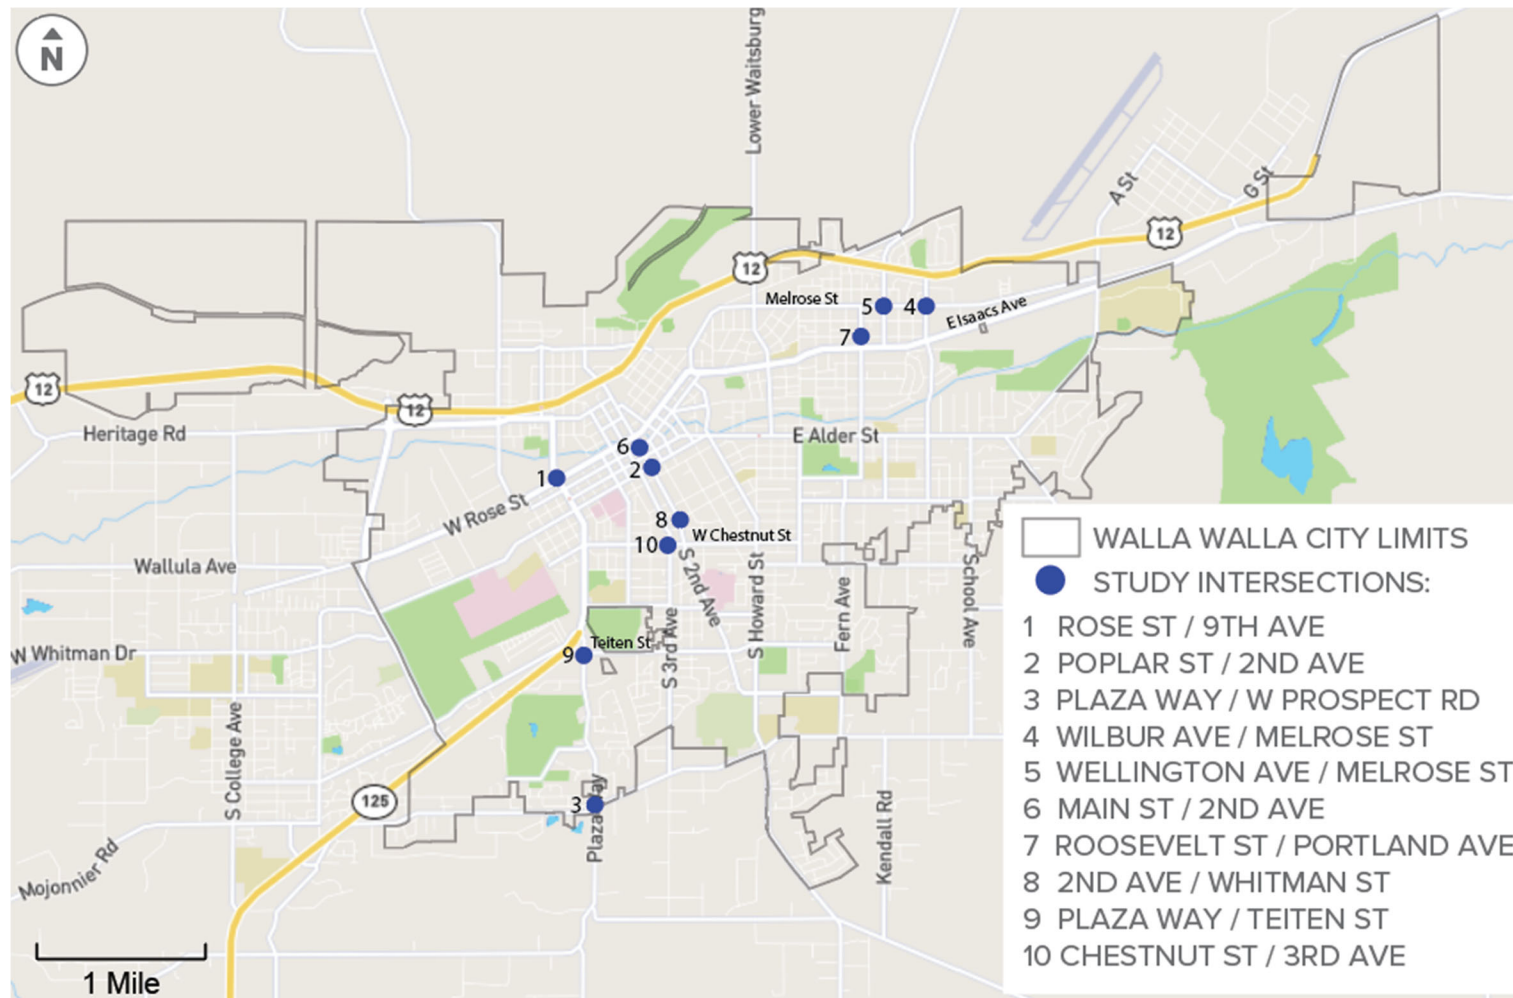 N
Lower Waitsburg
A St
G St
12
12
Melrose St
5
4
E Isaacs Ave
7
12
12
Heritage Rd
E Alder St
6
2
1
W Rose St
8
W Chestnut St
10
Wallula Ave
S 2nd Ave
S Howard St
Fern Ave
School Ave
W Whitman Dr
Teiten St
9
S 3rd Ave
S College Ave
125
3
Plaza Way
Kendall Rd
Mojonnier Rd
1 Mile
WALLA WALLA CITY LIMITS
STUDY INTERSECTIONS:
1 ROSE ST / 9TH AVE
2 POPLAR ST / 2ND AVE
3 PLAZA WAY / W PROSPECT RD
4 WILBUR AVE / MELROSE ST
5 WELLINGTON AVE / MELROSE ST
6 MAIN ST / 2ND AVE
7 ROOSEVELT ST / PORTLAND AVE
8 2ND AVE / WHITMAN ST
9 PLAZA WAY / TEITEN ST
10 CHESTNUT ST / 3RD AVE